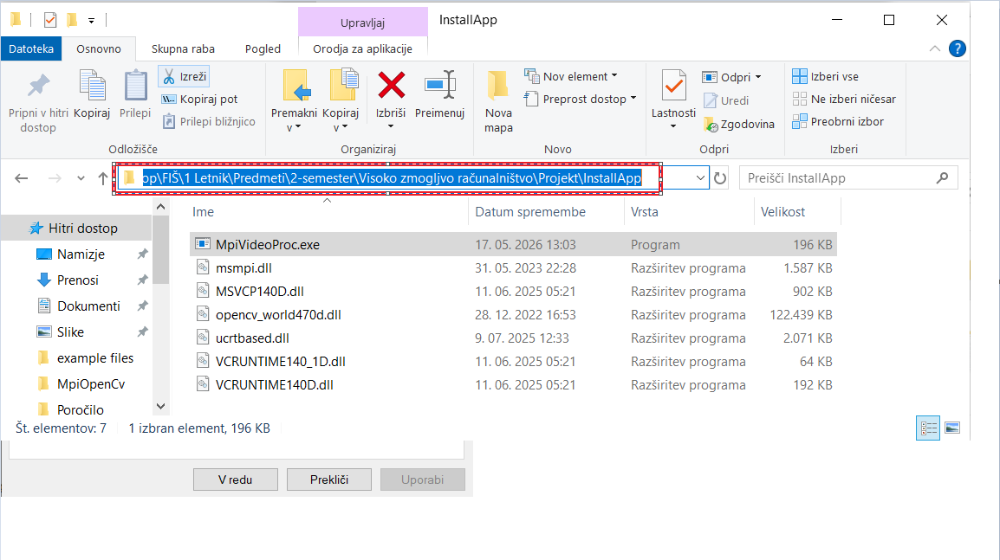 Upravljaj
InstallApp
Datoteka Osnovno Skupna raba Pogled Orodja za aplikacije
Pripni v hitri dostop
Kopiraj
Prilepi
Izreži
Kopiraj pot
Prilepi bližnjico
Odložišče
Premakni v
Kopiraj v
Izbriši
Preimenuj
Organiziraj
Nova mapa
Nov element
Preprost dostop
Novo
Lastnosti
Odpri
Uredi
Zgodovina
Odpri
Izberi vse
Ne izberi ničesar
Preobrni izbor
Izberi
op\FIŠ\1 Letnik\Predmeti\2-semester\Visoko zmogljvo računalništvo\Projekt\InstallApp
Preišči InstallApp
Hitri dostop
Namizje
Prenosi
Dokumenti
Slike
example files
MpiOpenCv
Poročilo
Ime Datum spremembe Vrsta Velikost
MpiVideoProc.exe 17. 05. 2026 13:03 Program 196 KB
msmpi.dll 31. 05. 2023 22:28 Razširitev programa 1.587 KB
MSVCP140D.dll 11. 06. 2025 05:21 Razširitev programa 902 KB
opencv_world470d.dll 28. 12. 2022 16:53 Razširitev programa 122.439 KB
ucrtbased.dll 9. 07. 2025 12:33 Razširitev programa 2.071 KB
VCRUNTIME140_1D.dll 11. 06. 2025 05:21 Razširitev programa 64 KB
VCRUNTIME140D.dll 11. 06. 2025 05:21 Razširitev programa 192 KB
Št. elementov: 7 1 izbran element, 196 KB
V redu Prekliči Uporabi